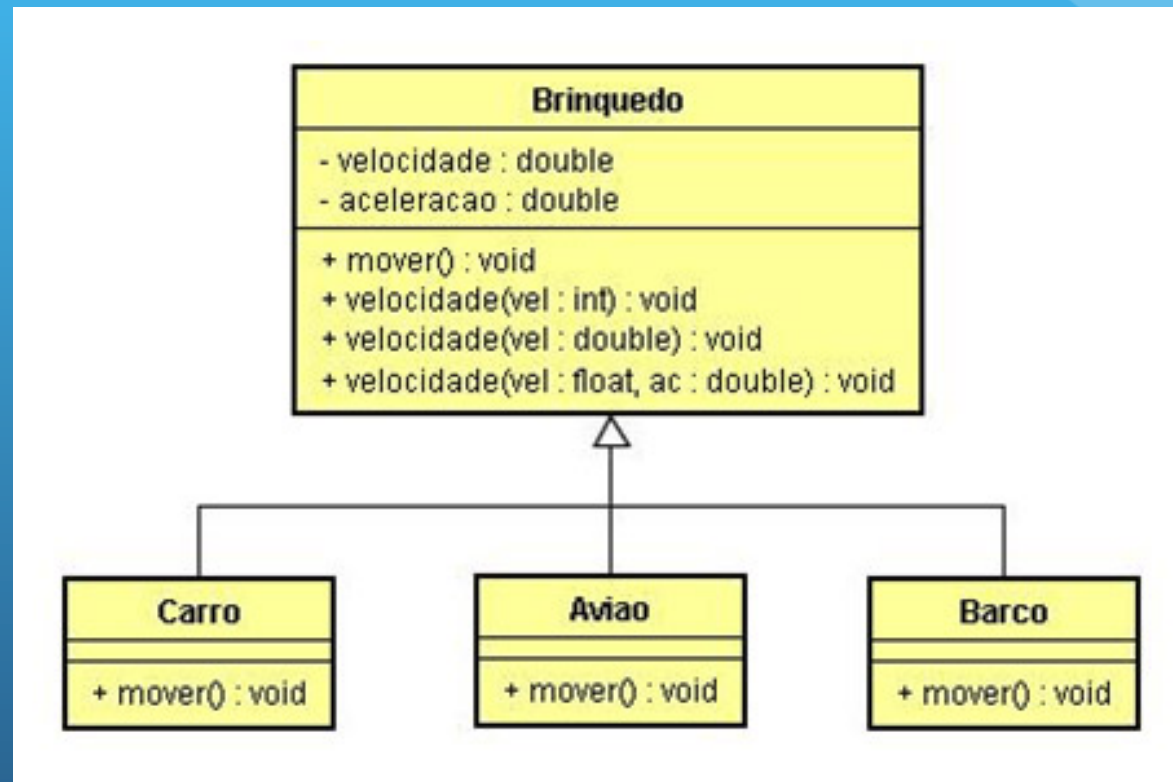 Brinquedo
- velocidade : double
- aceleracao : double
+ mover() : void
+ velocidade(vel : int) : void
+ velocidade(vel : double) : void
+ velocidade(vel : float, ac : double) : void
Carro
+ mover() : void
Aviao
+ mover() : void
Barco
+ mover() : void